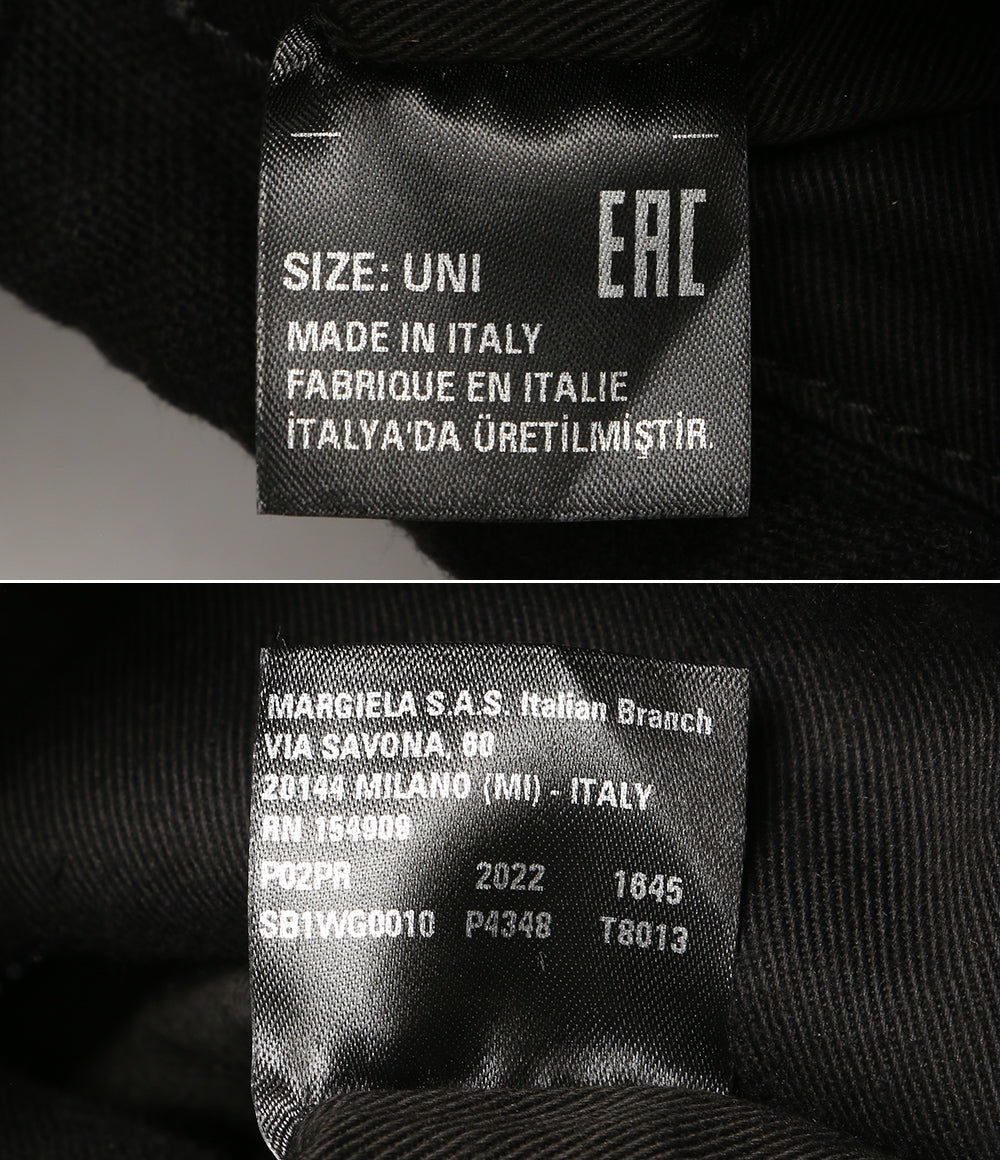 EAC
SIZE: UNI
MADE IN ITALY
FABRIQUE EN ITALIE
İTALYA'DA ÜRETİLMİŞTİR.
MARGIELA S.A.S. Italian Branch
VIA SAVONA, 60
20144 MILANO (MI) - ITALY
RN 154909
P02PR 2022 1645
SB1WG0010 P4348 T8013